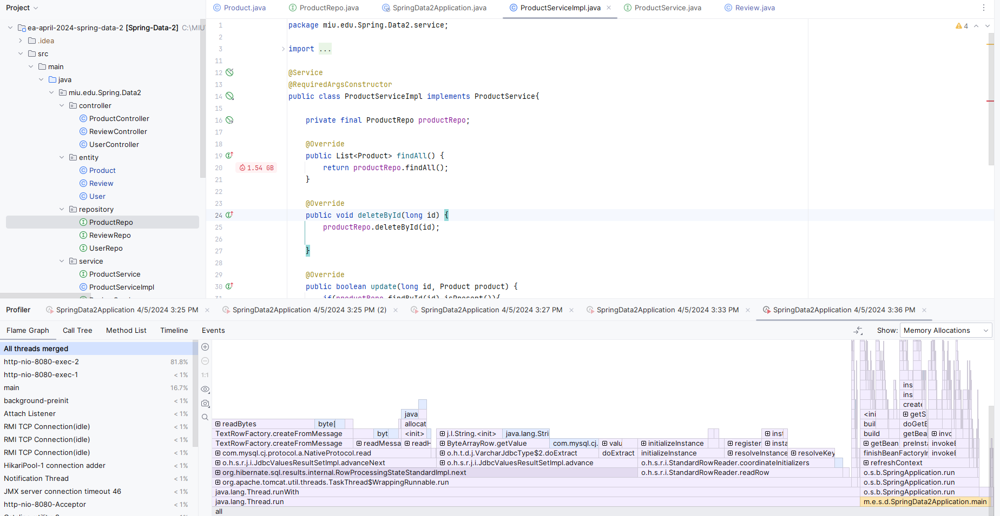 Project
Product.java
ProductRepo.java
SpringData2Application.java
ProductServiceImpl.java
ProductService.java
Review.java
ea-april-2024-spring-data-2 [Spring-Data-2] C:\MIU
.idea
src
main
java
miu.edu.Spring.Data2
controller
ProductController
ReviewController
UserController
entity
Product
Review
User
repository
ProductRepo
ReviewRepo
UserRepo
service
ProductService
ProductServiceImpl
4
1 package miu.edu.Spring.Data2.service;
2
3 import ...
11
12 @Service
13 @RequiredArgsConstructor
14 public class ProductServiceImpl implements ProductService{
15
16 private final ProductRepo productRepo;
17
18 @Override
19 public List<Product> findAll() {
20 1.54 GB return productRepo.findAll();
21 }
22
23 @Override
24 public void deleteById(long id) {
25 productRepo.deleteById(id);
26
27 }
28
29 @Override
30 public boolean update(long id, Product product) {
31 if(productRepo.findById(id).isPresent()){
Profiler
SpringData2Application 4/5/2024 3:25 PM
SpringData2Application 4/5/2024 3:25 PM (2)
SpringData2Application 4/5/2024 3:27 PM
SpringData2Application 4/5/2024 3:33 PM
SpringData2Application 4/5/2024 3:36 PM
Flame Graph Call Tree Method List Timeline Events
Show: Memory Allocations
All threads merged
http-nio-8080-exec-2 81.8%
http-nio-8080-exec-1 < 1%
main 16.7%
background-preinit < 1%
Attach Listener < 1%
RMI TCP Connection(idle) < 1%
RMI TCP Connection(idle) < 1%
RMI TCP Connection(idle) < 1%
HikariPool-1 connection adder < 1%
Notification Thread < 1%
JMX server connection timeout 46 < 1%
http-nio-8080-Acceptor < 1%
1:1
ins
ins
create
java <ini getS
readBytes byte[ allocat buil doGetB
TextRowFactory.createFromMessage byt <init> j.l.String.<init> java.lang.Stri inst build getBea invo
TextRowFactory.createFromMessage readMessa readH ByteArrayRow.getValue com.mysql.cj. valu initializeInstance register insta getBean preInsta invokeE
com.mysql.cj.protocol.a.NativeProtocol.read o.h.t.d.j.VarcharJdbcType$2.doExtract doExtract initializeInstance resolveInstance resolveKey finishBeanFactoryIn invokeE
o.h.s.r.j.i.JdbcValuesResultSetImpl.advanceNext o.h.s.r.j.i.JdbcValuesResultSetImpl.advance o.h.s.r.i.StandardRowReader.coordinateInitializers refreshContext
org.hibernate.sql.results.internal.RowProcessingStateStandardImpl.next o.h.s.r.i.StandardRowReader.readRow o.s.b.SpringApplication.run
org.apache.tomcat.util.threads.TaskThread$WrappingRunnable.run o.s.b.SpringApplication.run
java.lang.Thread.runWith o.s.b.SpringApplication.run
java.lang.Thread.run m.e.s.d.SpringData2Application.main
all